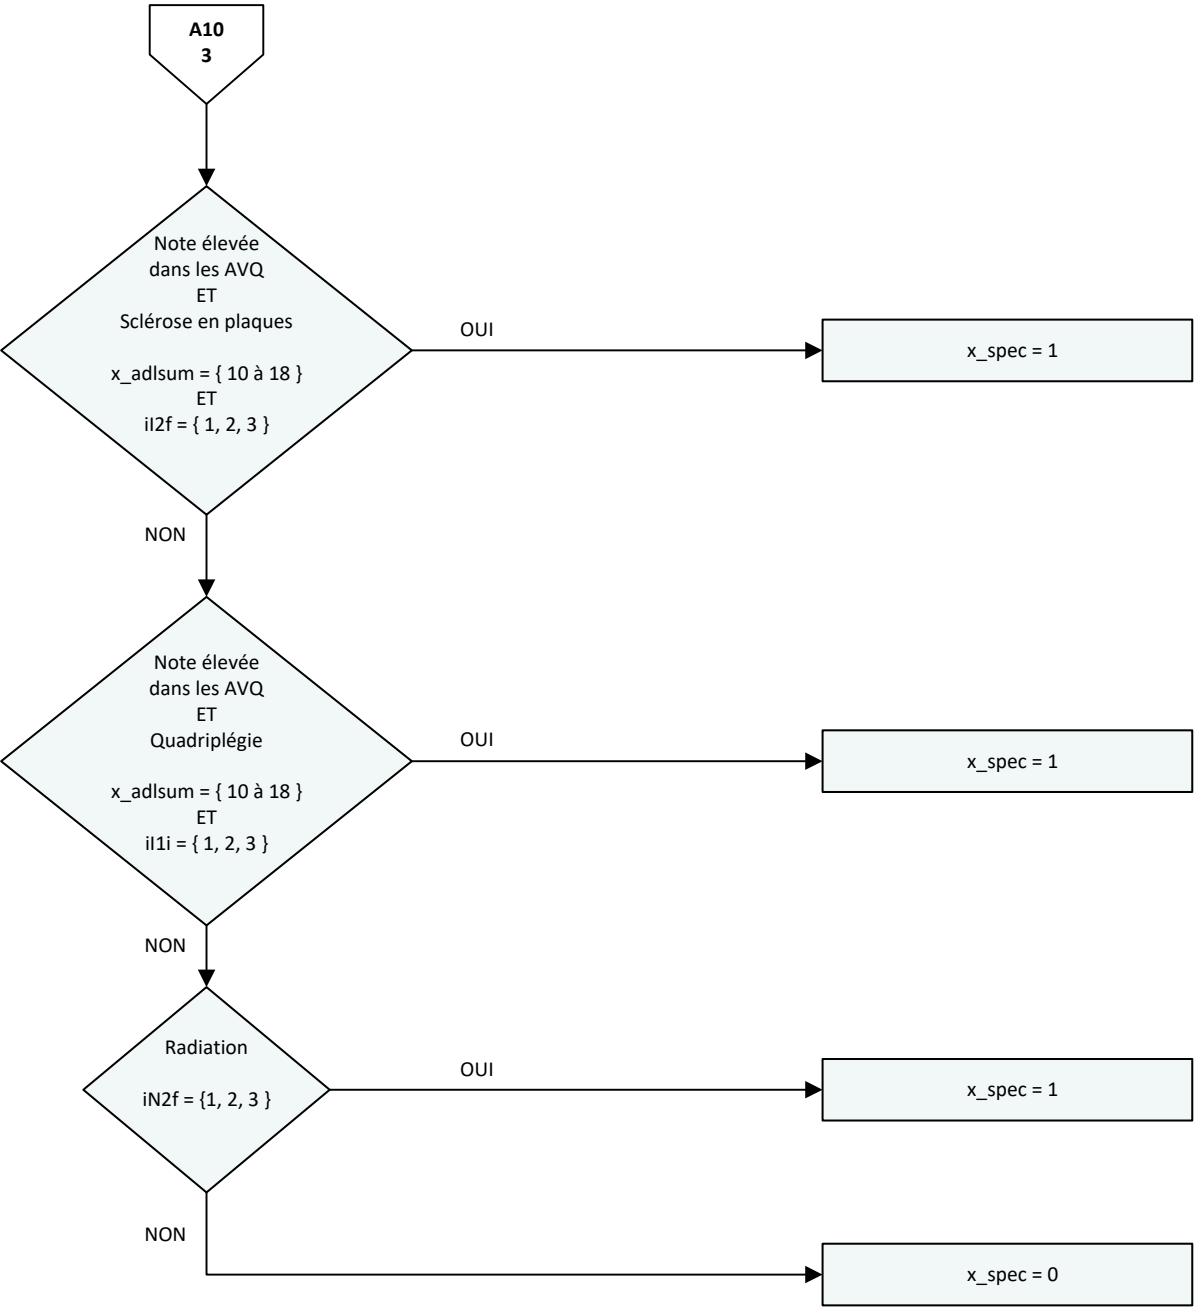 A10
3
Note élevée
dans les AVQ
ET
Sclérose en plaques
x_adlsum = { 10 à 18 }
ET
iI2f = { 1, 2, 3 }
OUI
x_spec = 1
NON
Note élevée
dans les AVQ
ET
Quadriplégie
x_adlsum = { 10 à 18 }
ET
iI1i = { 1, 2, 3 }
OUI
x_spec = 1
NON
Radiation
iN2f = {1, 2, 3 }
OUI
x_spec = 1
NON
x_spec = 0